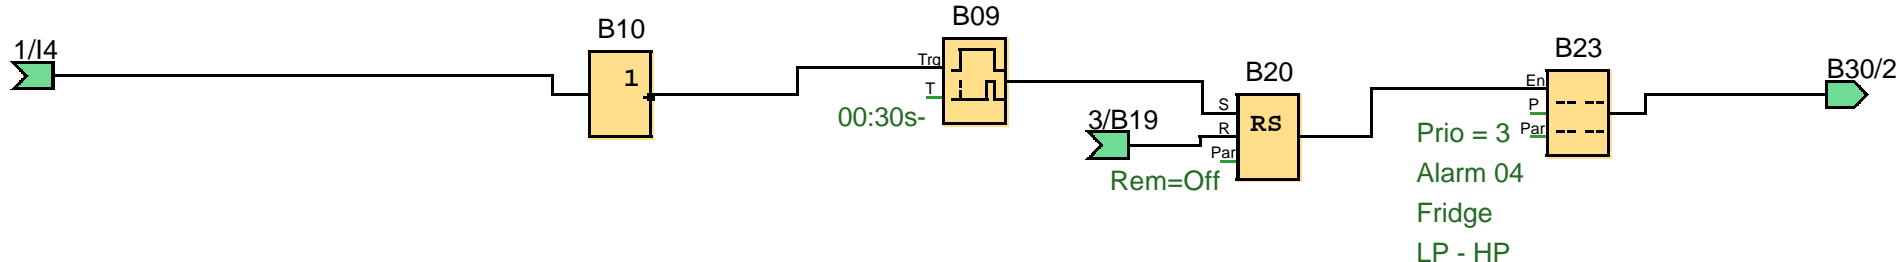 1/I4
B10
1
B09
Trg
T
00:30s-
3/B19
B20
S
R
Par
RS
Rem=Off
B23
En
P
Par
Prio = 3
Alarm 04
Fridge
LP - HP
B30/2